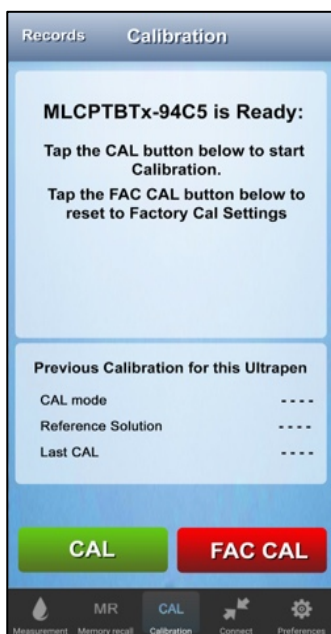 Records Calibration
MLCPTBTx-94C5 is Ready:
Tap the CAL button below to start
Calibration.
Tap the FAC CAL button below to
reset to Factory Cal Settings
Previous Calibration for this Ultrapen
CAL mode ----
Reference Solution ----
Last CAL ----
CAL FAC CAL
MR CAL
Measurement Memory recall Calibration Connect Preferences